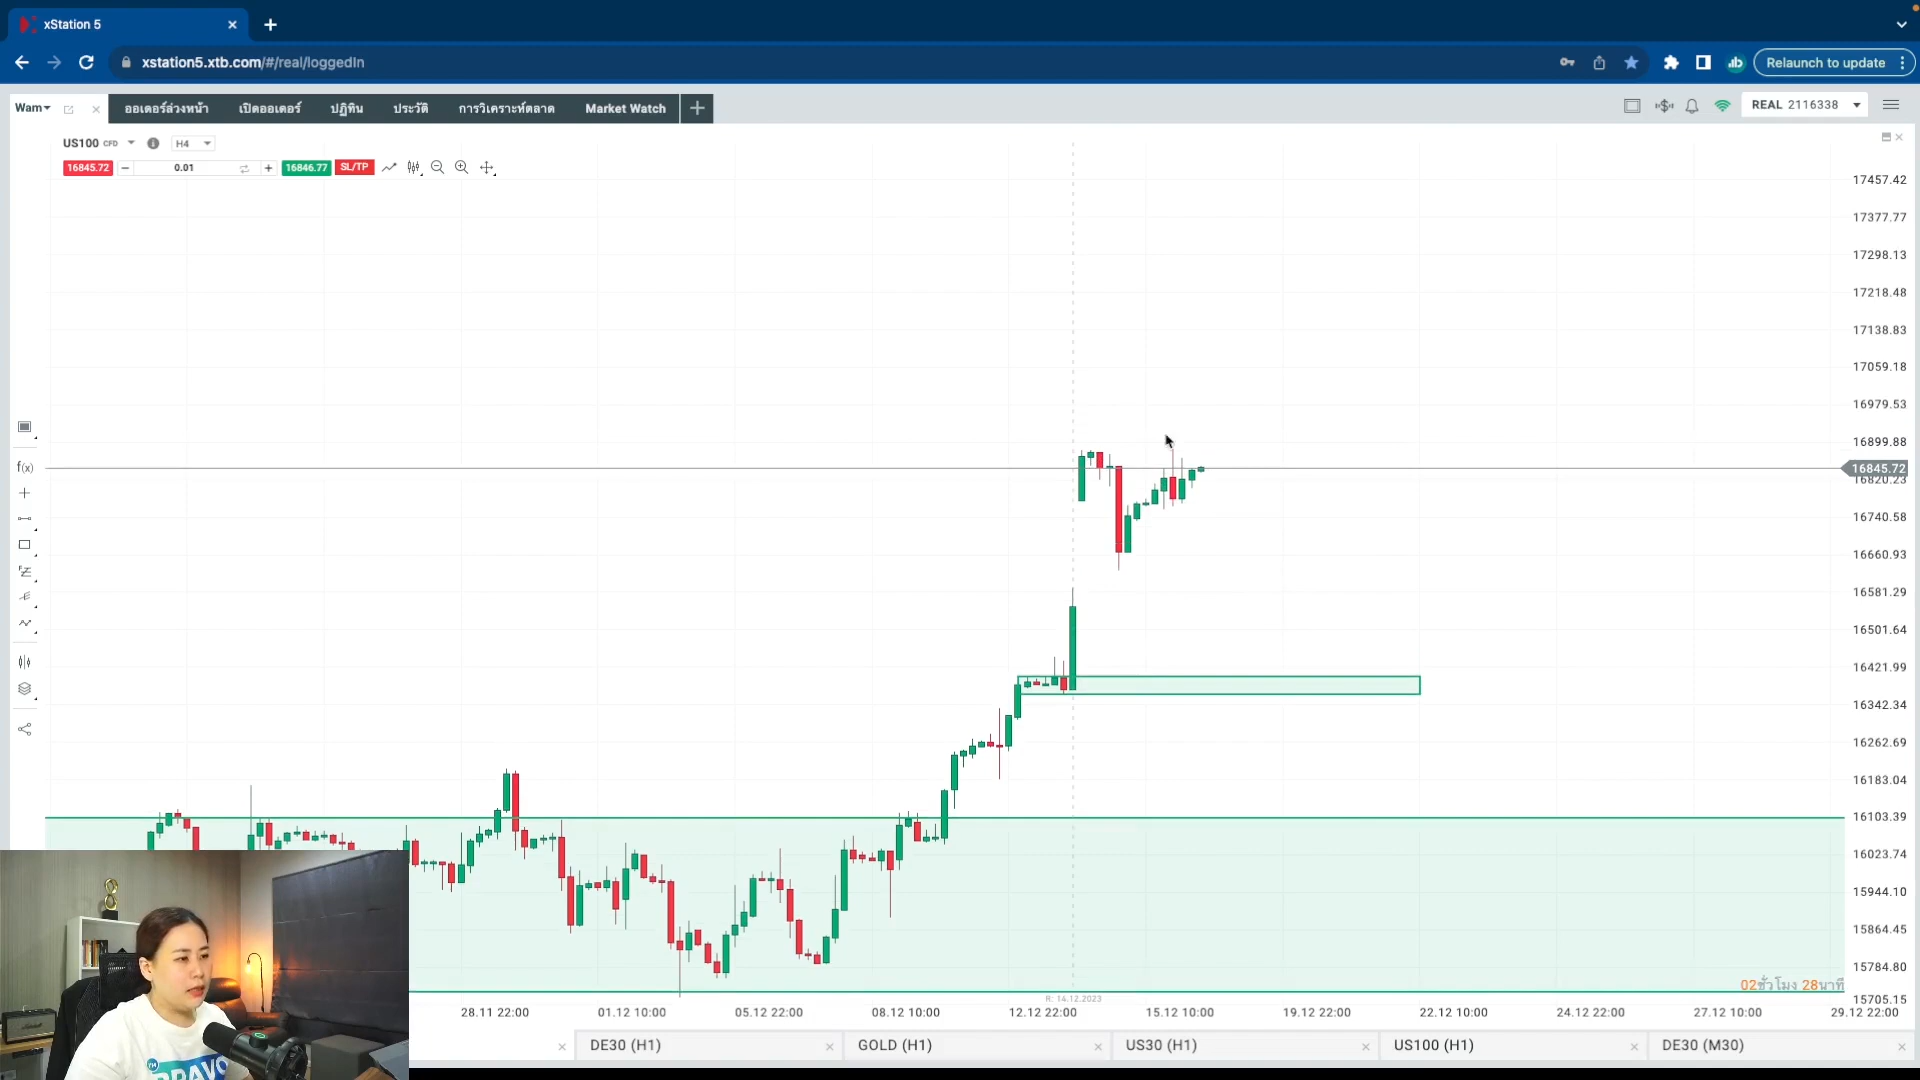 xStation 5
xstation5.xtb.com/#/real/loggedIn
Relaunch to update
Wam
ออเดอร์ล่วงหน้า
เปิดออเดอร์
ปฏิทิน
ประวัติ
การวิเคราะห์ตลาด
Market Watch
REAL 2116338
US100 CFD
H4
16845.72
0.01
16846.77
SL/TP
17457.42
17377.77
17298.13
17218.48
17138.83
17059.18
16979.53
16899.88
16845.72
16820.23
16740.58
16660.93
16581.29
16501.64
16421.99
16342.34
16262.69
16183.04
16103.39
16023.74
15944.10
15864.45
15784.80
15705.15
f(x)
02ชั่วโมง 28นาที
R: 14.12.2023
28.11 22:00
01.12 10:00
05.12 22:00
08.12 10:00
12.12 22:00
15.12 10:00
19.12 22:00
22.12 10:00
24.12 22:00
27.12 10:00
29.12 22:00
DE30 (H1)
GOLD (H1)
US30 (H1)
US100 (H1)
DE30 (M30)
BRAVO